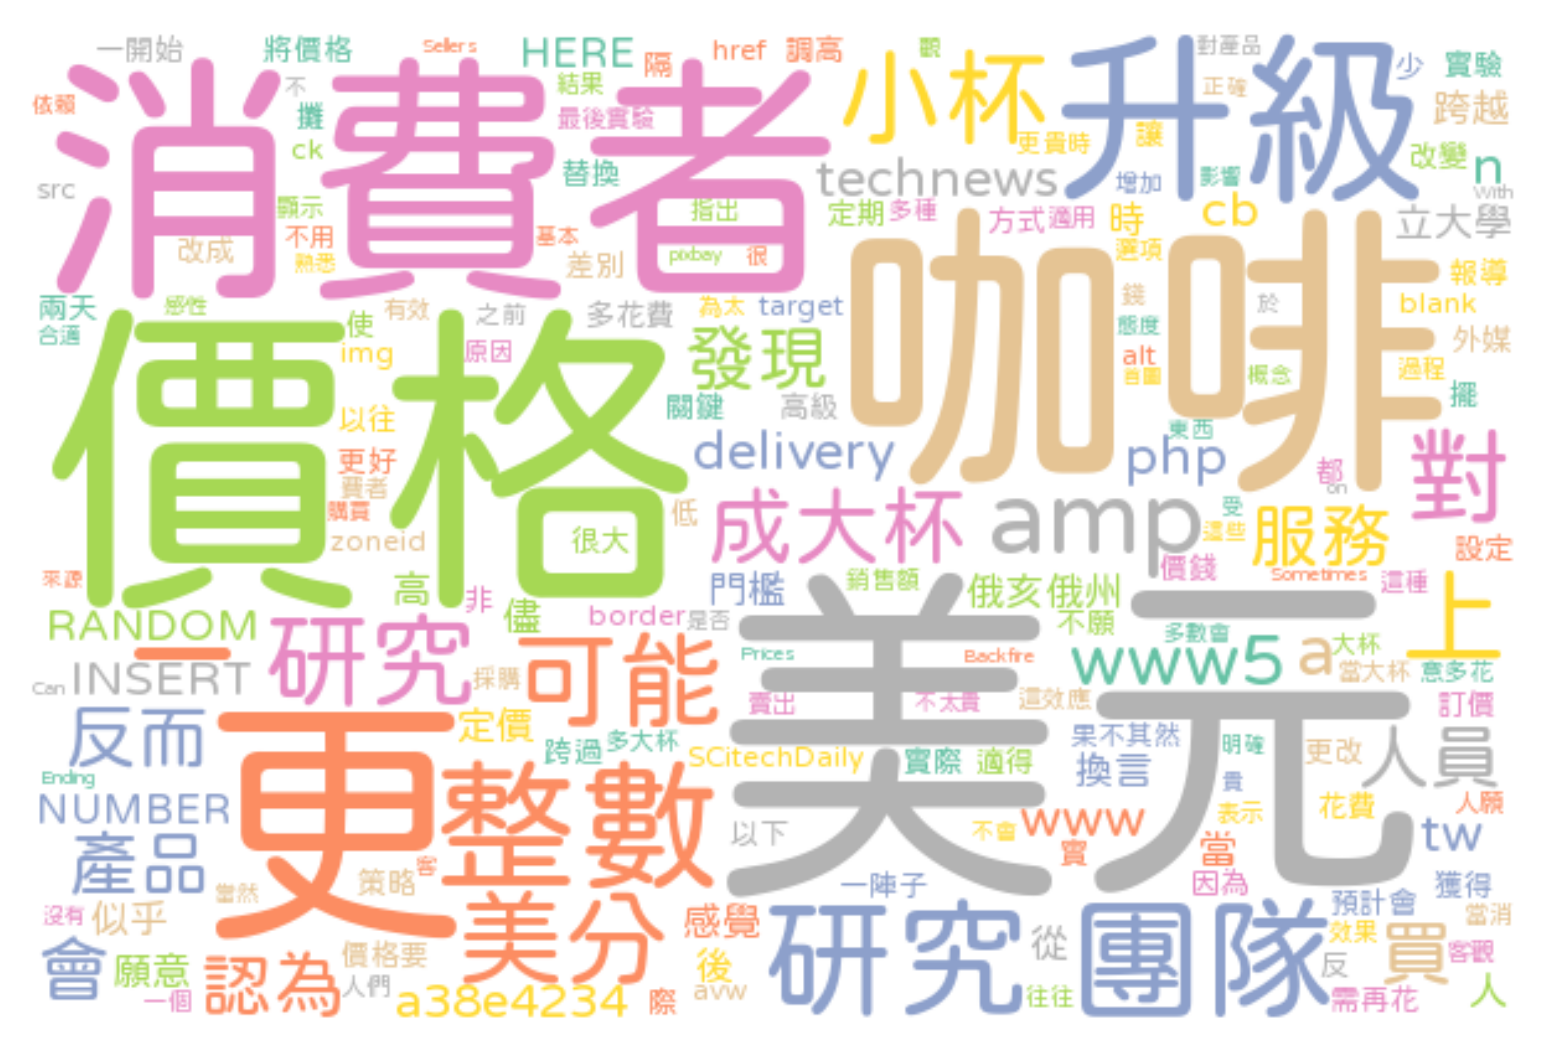 一開始 將價格 Sellers HERE 隔 href 調高 觀 對產品
消費者 結果 小杯 升級 少 實驗
依賴 不 攤 最後實驗 更貴時 讓 正確 跨越
ck 替換 technews 增加 影響 改變 n
src 顯示 指出 定期 多種 方式 適用 時 cb With 立大學
改成 不用 熟悉 基本 差別 pixbay 很 咖啡 選項 報導
兩天 感性 有效 之前 多花費 為太 target 錢 於 blank
合適 價格 使 img 原因 發現 態度 alt 概念 外媒 過程
以往 關鍵 高級 擺
更好 費者 delivery 東西 php 都 on 對
購買 zoneid 很大 低 成大杯 amp 受 這些 服務 設定
來源 高 非 儘 門檻 銷售額 俄亥俄州 價錢 Sometimes 這種
RANDOM 一 研究 border 是否 美元 不願 多數會 上
Can INSERT 採購 可能 Prices Backfire www5 a 大杯 當大杯 意多花
反而 更 定價 跨過 多大杯 賣出 不太貴 這效應 訂價
Ending SCitechDaily 實際 適得 果不其然 換言 明確 更改 人員
NUMBER 整數 貴 人願
產品 以下 不會 www 表示 花費 tw
當然 策略 客 一陣子 實 當 因為 獲得
沒有 似乎 美分 感覺 研究團隊 從 預計會 當消
會 願意 認為 價格要 後 效果 買 客觀
一個 人們 a38e4234 際 avw 往往 反 需再花 人